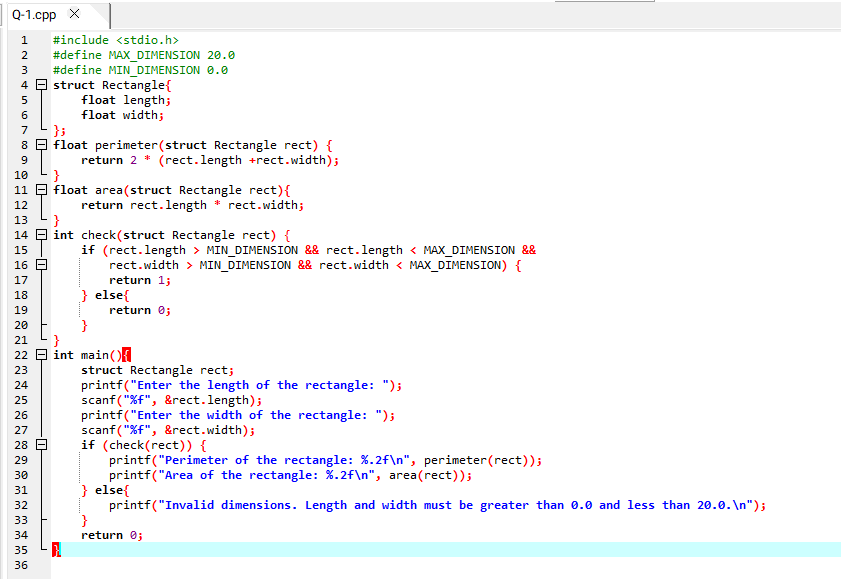 Q-1.cpp
1 #include <stdio.h>
2 #define MAX_DIMENSION 20.0
3 #define MIN_DIMENSION 0.0
4 struct Rectangle{
5 float length;
6 float width;
7 };
8 float perimeter(struct Rectangle rect) {
9 return 2 * (rect.length +rect.width);
10 }
11 float area(struct Rectangle rect){
12 return rect.length * rect.width;
13 }
14 int check(struct Rectangle rect) {
15 if (rect.length > MIN_DIMENSION && rect.length < MAX_DIMENSION &&
16 rect.width > MIN_DIMENSION && rect.width < MAX_DIMENSION) {
17 return 1;
18 } else{
19 return 0;
20 }
21 }
22 int main(){
23 struct Rectangle rect;
24 printf("Enter the length of the rectangle: ");
25 scanf("%f", &rect.length);
26 printf("Enter the width of the rectangle: ");
27 scanf("%f", &rect.width);
28 if (check(rect)) {
29 printf("Perimeter of the rectangle: %.2f\n", perimeter(rect));
30 printf("Area of the rectangle: %.2f\n", area(rect));
31 } else{
32 printf("Invalid dimensions. Length and width must be greater than 0.0 and less than 20.0.\n");
33 }
34 return 0;
35 }
36